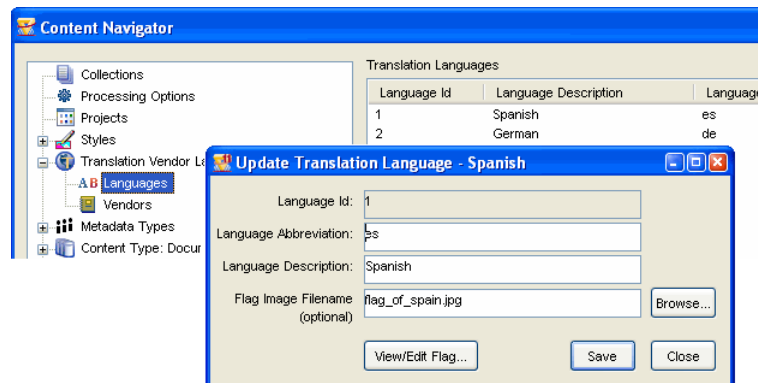 Content Navigator
Collections
Processing Options
Projects
Styles
Translation Vendor La
AB Languages
Vendors
Metadata Types
Content Type: Docur
Translation Languages
Language Id Language Description Language
1 Spanish es
2 German de
Update Translation Language - Spanish
Language Id: 1
Language Abbreviation: es
Language Description: Spanish
Flag Image Filename flag_of_spain.jpg Browse...
(optional)
View/Edit Flag... Save Close